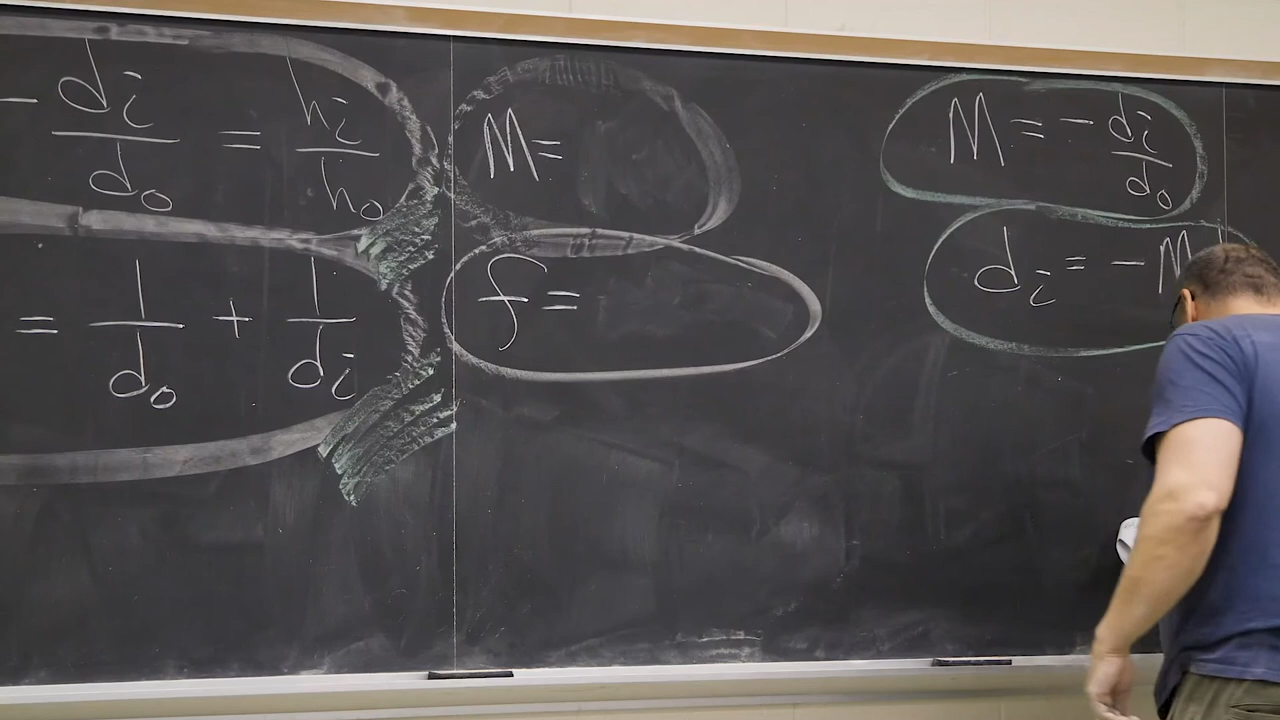 - di/do = hi/ho
= 1/do + 1/di
M=
f=
M = - di/do
di = - M